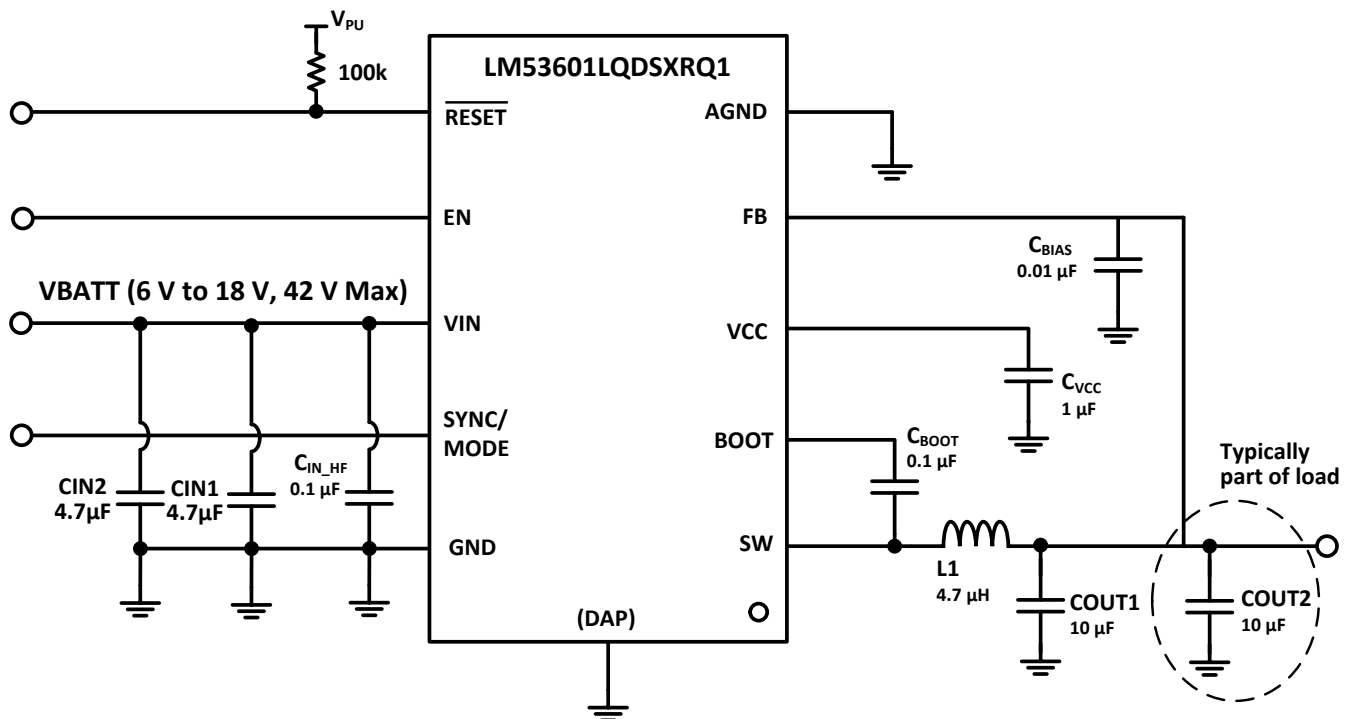 V_PU
100k
LM53601LQDSXRQ1
RESET
AGND
EN
FB
C_BIAS
0.01 µF
VBATT (6 V to 18 V, 42 V Max)
VIN
VCC
C_VCC
1 µF
SYNC/
MODE
BOOT
C_BOOT
0.1 µF
Typically
part of load
CIN2
4.7µF
CIN1
4.7µF
C_IN_HF
0.1 µF
GND
SW
L1
4.7 µH
COUT1
10 µF
COUT2
10 µF
(DAP)